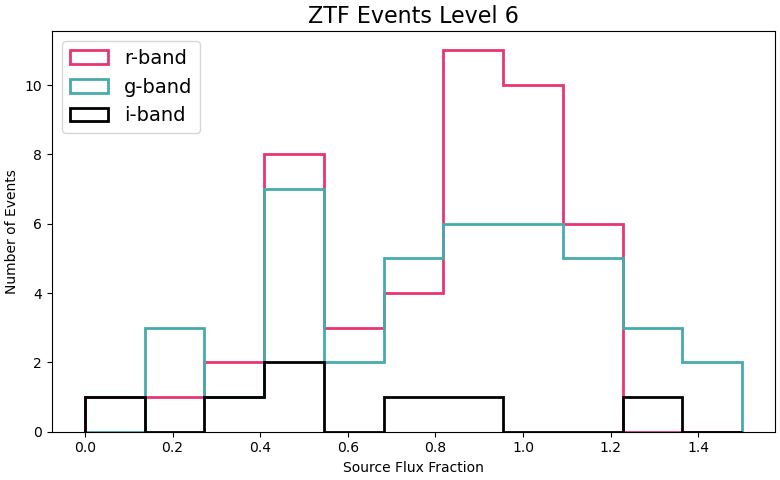 ZTF Events Level 6
r-band
g-band
i-band
Number of Events
10
8
6
4
2
0
0.0 0.2 0.4 0.6 0.8 1.0 1.2 1.4
Source Flux Fraction